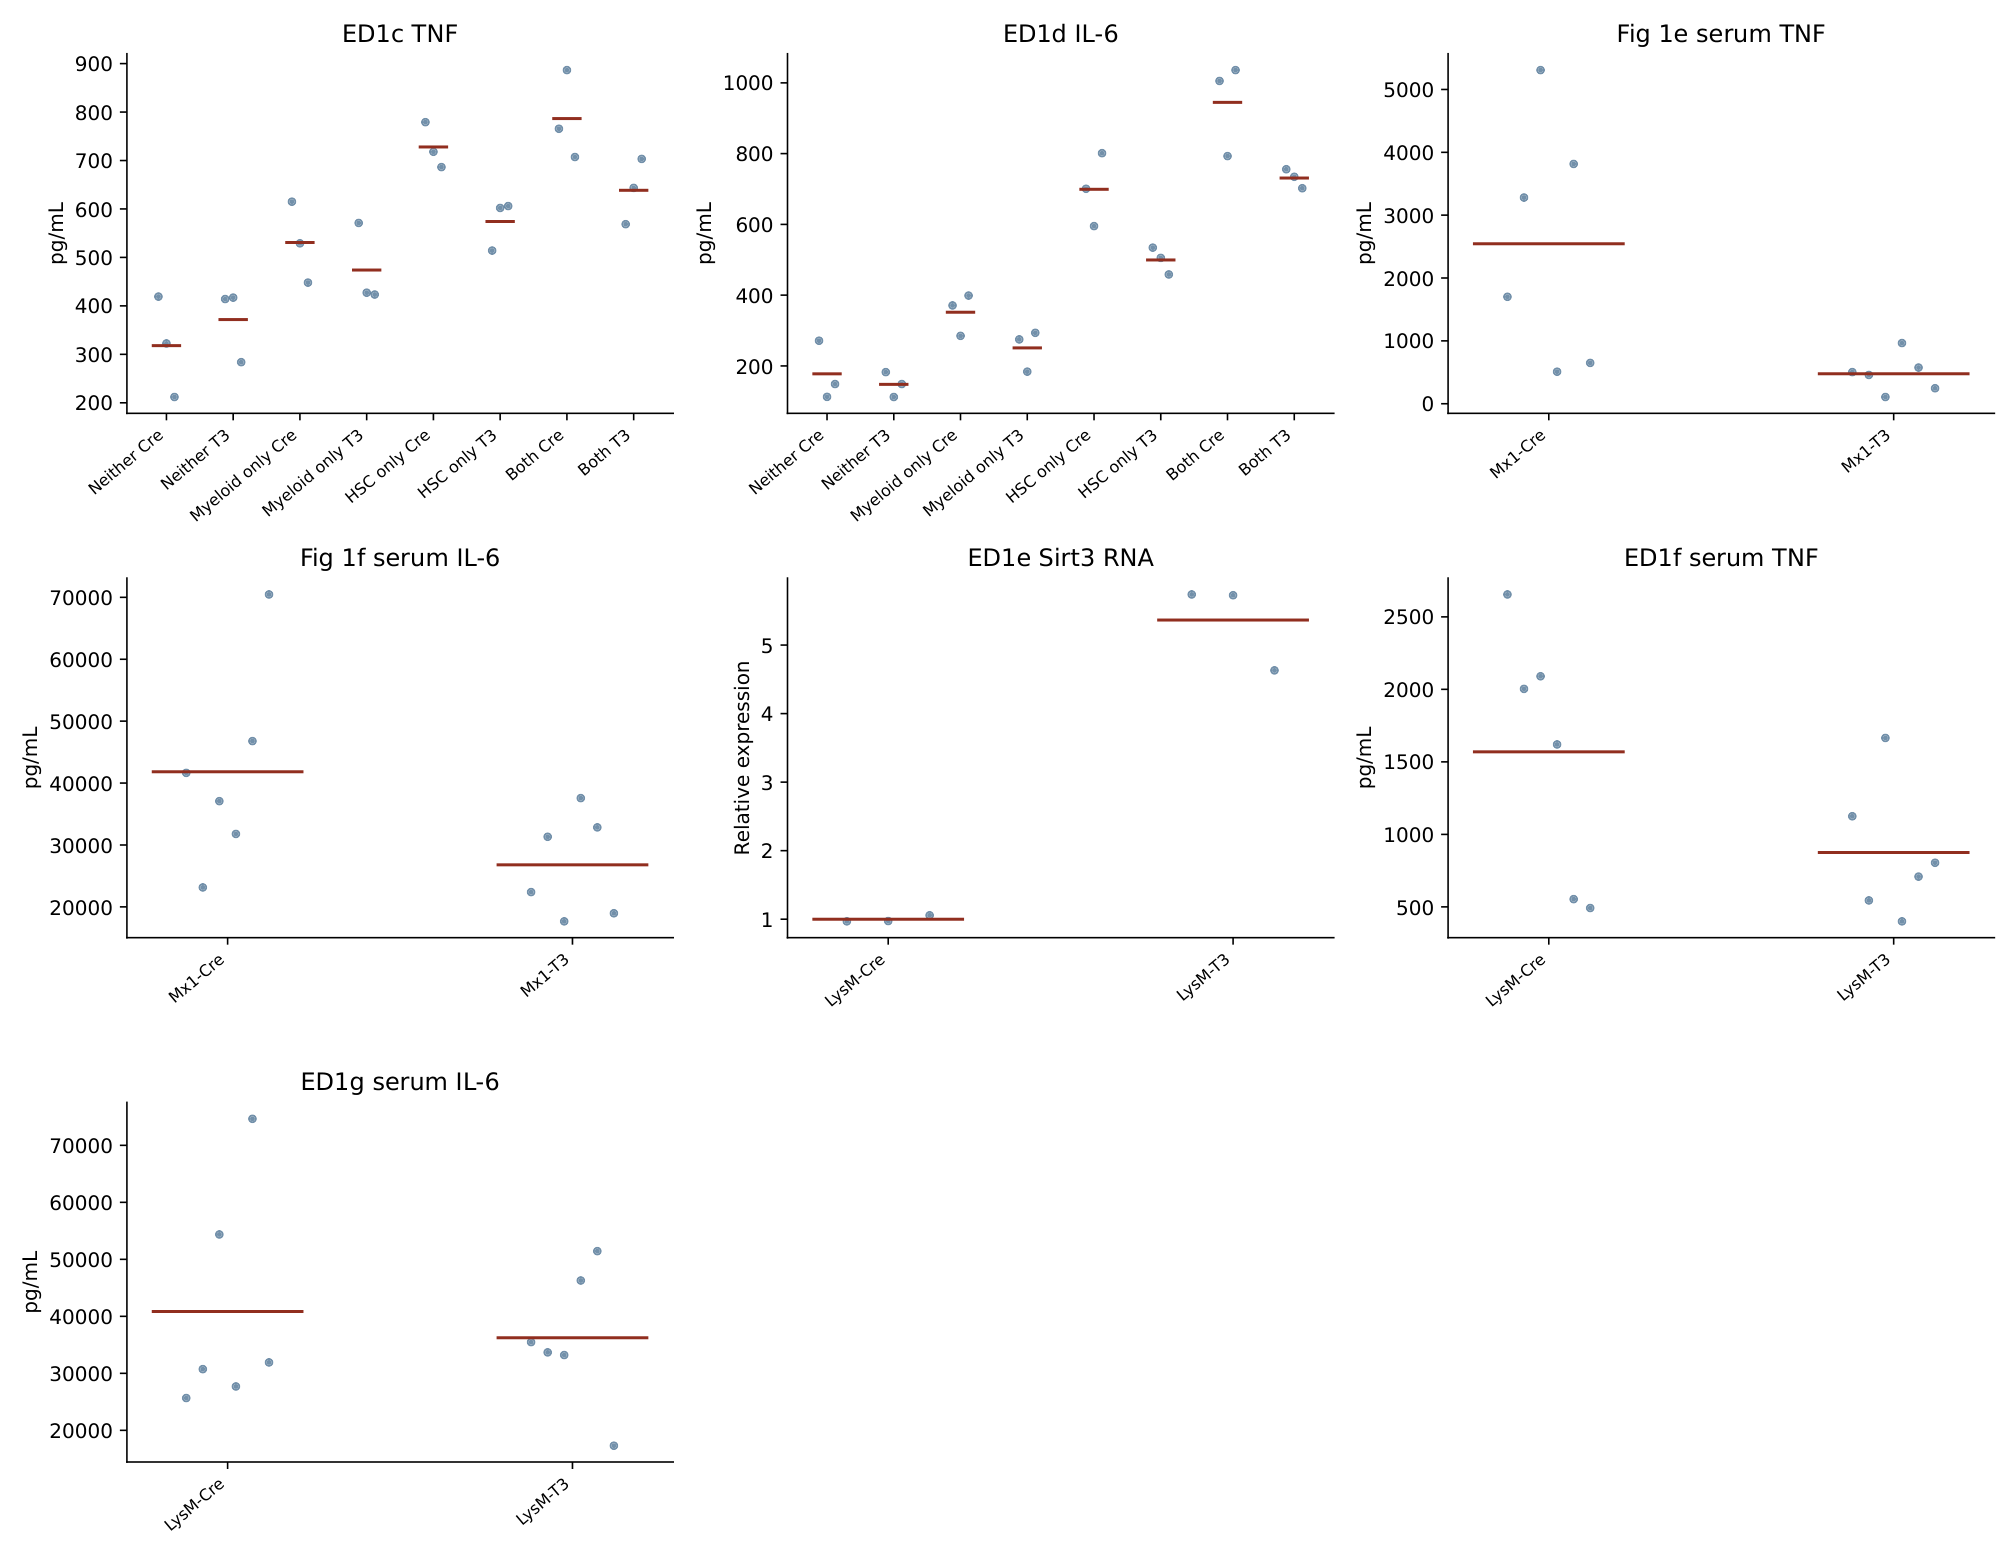 ED1c TNF
pg/mL
900
800
700
600
500
400
300
200
Neither Cre
Neither T3
Myeloid only Cre
Myeloid only T3
HSC only Cre
HSC only T3
Both Cre
Both T3
ED1d IL-6
pg/mL
1000
800
600
400
200
Neither Cre
Neither T3
Myeloid only Cre
Myeloid only T3
HSC only Cre
HSC only T3
Both Cre
Both T3
Fig 1e serum TNF
pg/mL
5000
4000
3000
2000
1000
0
Mx1-Cre
Mx1-T3
Fig 1f serum IL-6
pg/mL
70000
60000
50000
40000
30000
20000
Mx1-Cre
Mx1-T3
ED1e Sirt3 RNA
Relative expression
5
4
3
2
1
LysM-Cre
LysM-T3
ED1f serum TNF
pg/mL
2500
2000
1500
1000
500
LysM-Cre
LysM-T3
ED1g serum IL-6
pg/mL
70000
60000
50000
40000
30000
20000
LysM-Cre
LysM-T3